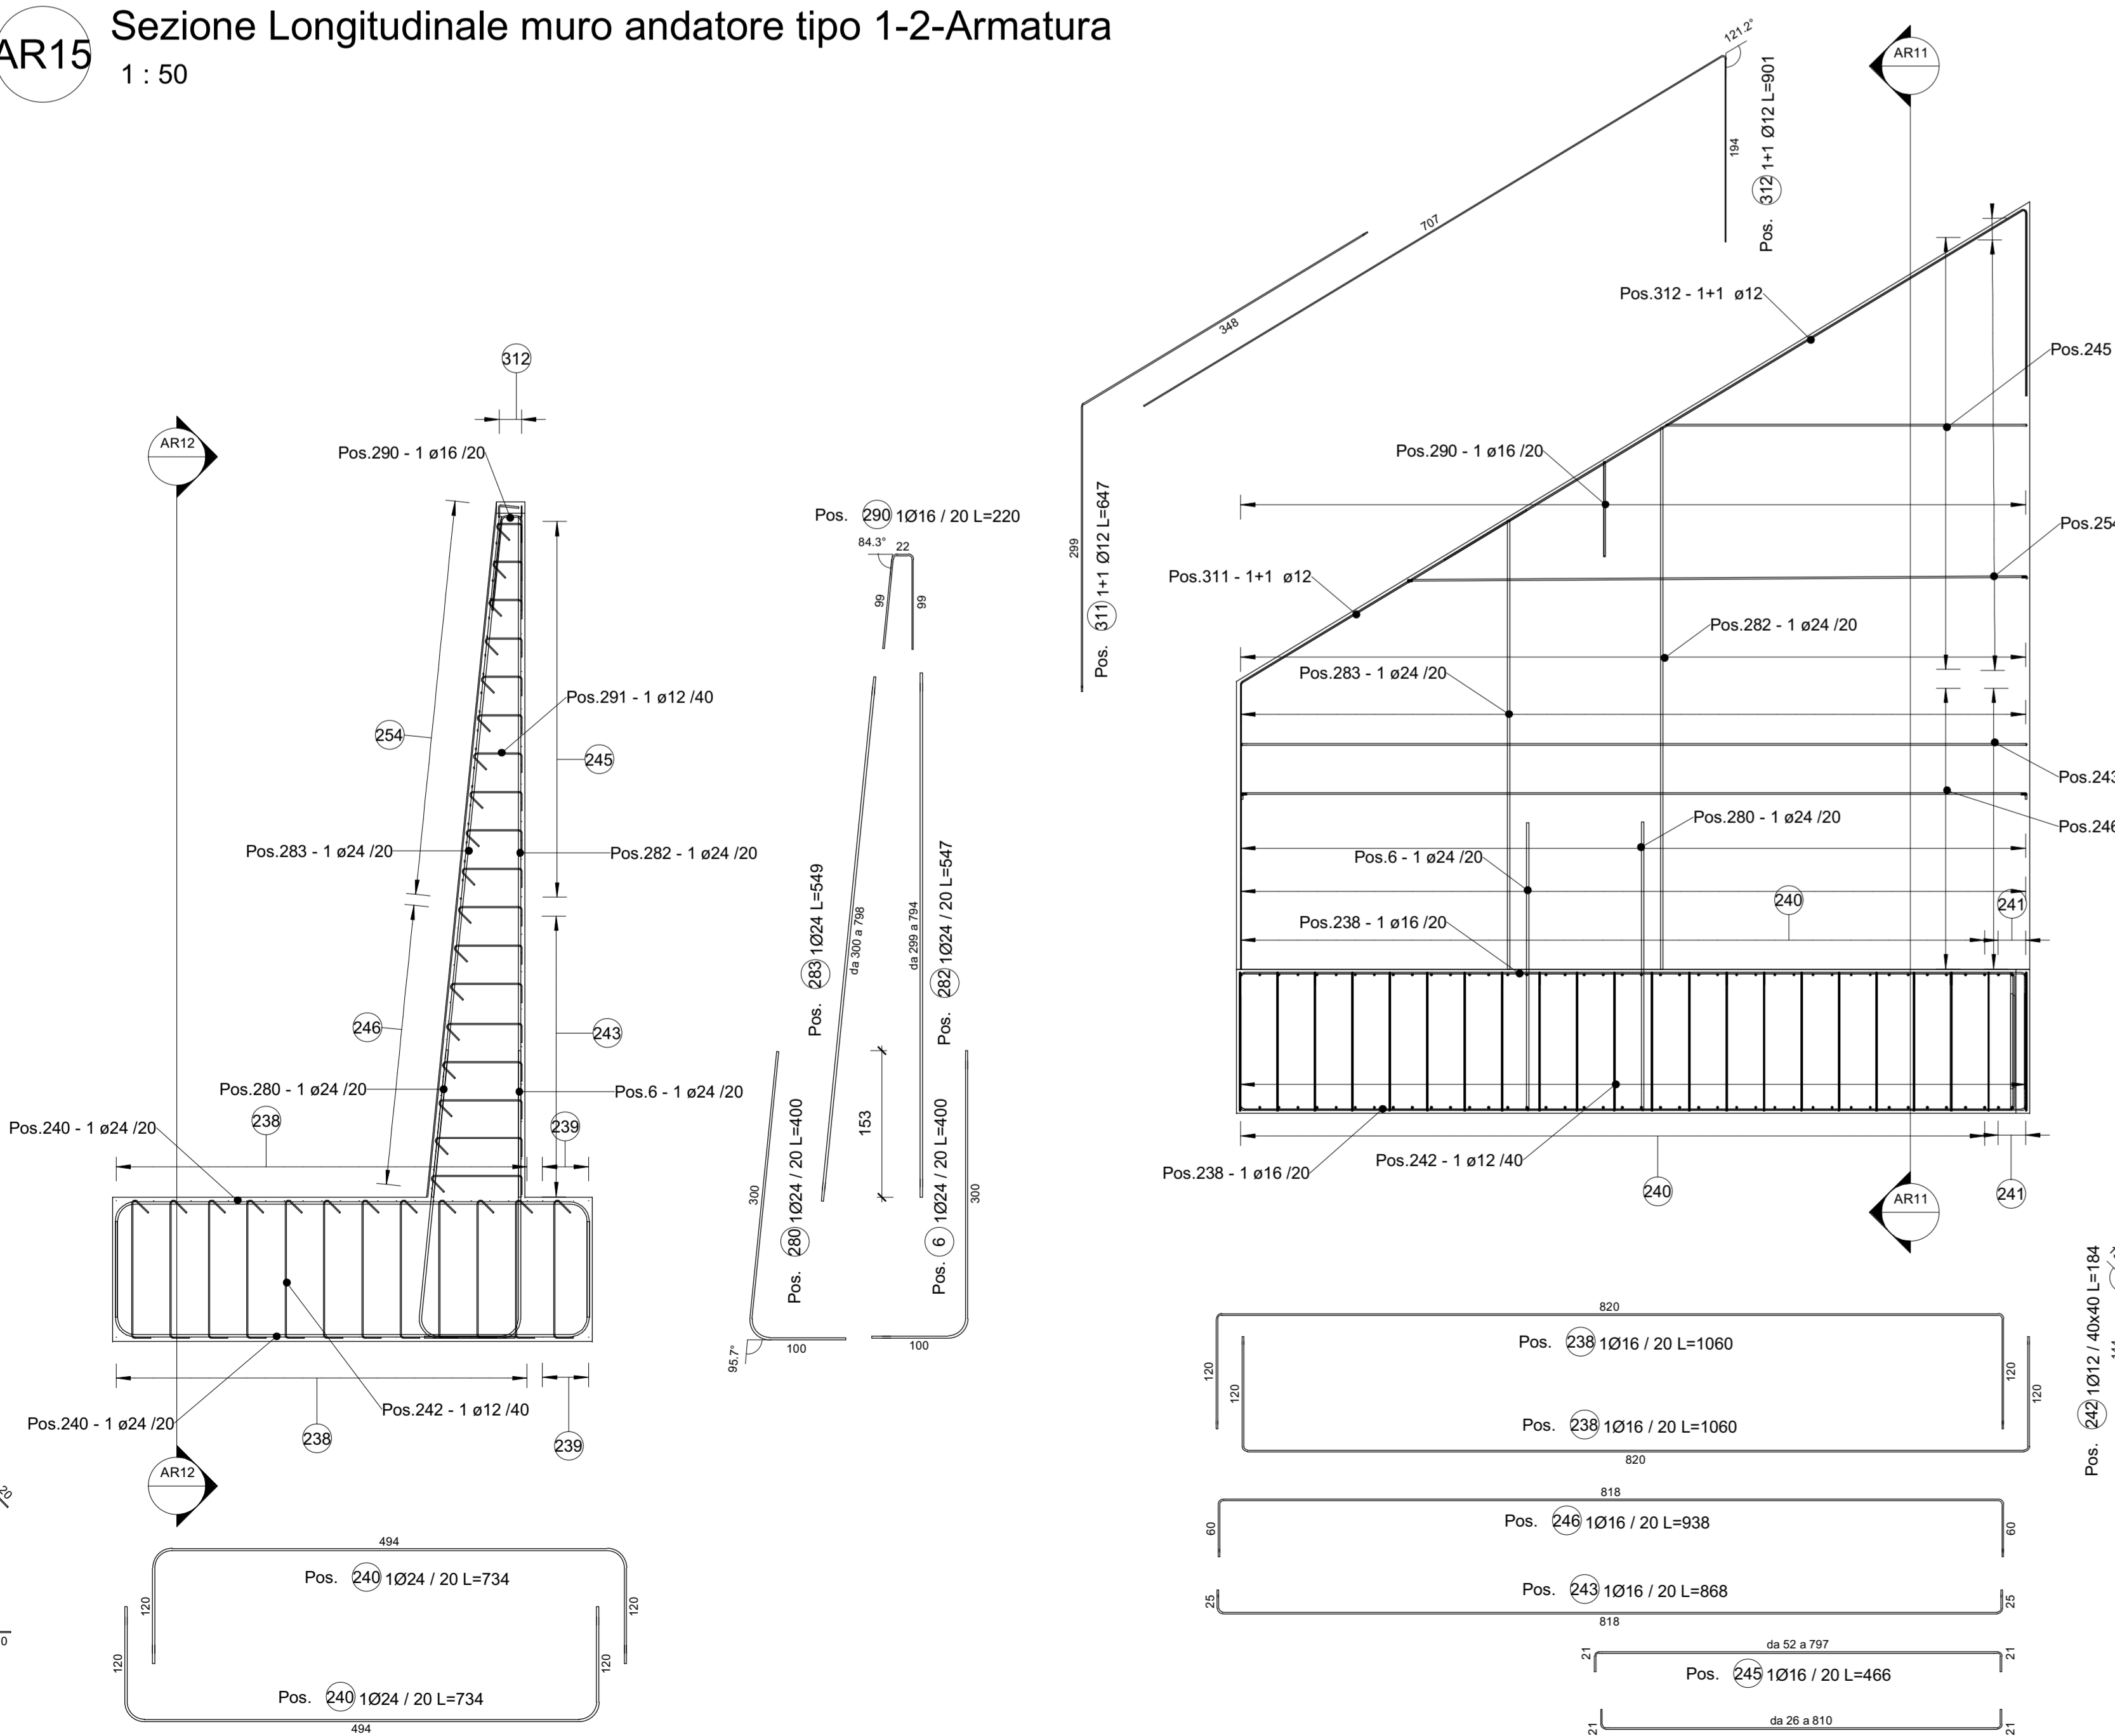 AR15
Sezione Longitudinale muro andatore tipo 1-2-Armatura
1 : 50
312
AR12
Pos.290 - 1 ø16 /20
254
Pos.291 - 1 ø12 /40
245
Pos.283 - 1 ø24 /20
Pos.282 - 1 ø24 /20
246
243
Pos.280 - 1 ø24 /20
Pos.6 - 1 ø24 /20
Pos.240 - 1 ø24 /20
238
239
Pos.240 - 1 ø24 /20
Pos.242 - 1 ø12 /40
238
239
AR12
20
0
494
Pos. 240 1Ø24 / 20 L=734
120
120
120
120
Pos. 240 1Ø24 / 20 L=734
494
Pos. 290 1Ø16 / 20 L=220
84.3°
22
99
99
Pos. 283 1Ø24 L=549
da 300 a 798
da 299 a 794
Pos. 282 1Ø24 / 20 L=547
153
300
Pos. 280 1Ø24 / 20 L=400
95.7°
100
Pos. 6 1Ø24 / 20 L=400
300
100
121.2°
194
Pos. 312 1+1 Ø12 L=901
707
348
299
Pos. 311 1+1 Ø12 L=647
AR11
Pos.312 - 1+1 ø12
Pos.245
Pos.290 - 1 ø16 /20
Pos.254
Pos.311 - 1+1 ø12
Pos.282 - 1 ø24 /20
Pos.283 - 1 ø24 /20
Pos.243
Pos.280 - 1 ø24 /20
Pos.246
Pos.6 - 1 ø24 /20
240
241
Pos.238 - 1 ø16 /20
Pos.238 - 1 ø16 /20
Pos.242 - 1 ø12 /40
240
241
AR11
Pos. 242 1Ø12 / 40x40 L=184
820
Pos. 238 1Ø16 / 20 L=1060
120
120
120
120
Pos. 238 1Ø16 / 20 L=1060
820
818
60
Pos. 246 1Ø16 / 20 L=938
60
25
Pos. 243 1Ø16 / 20 L=868
25
818
da 52 a 797
21
21
Pos. 245 1Ø16 / 20 L=466
da 26 a 810
21
21